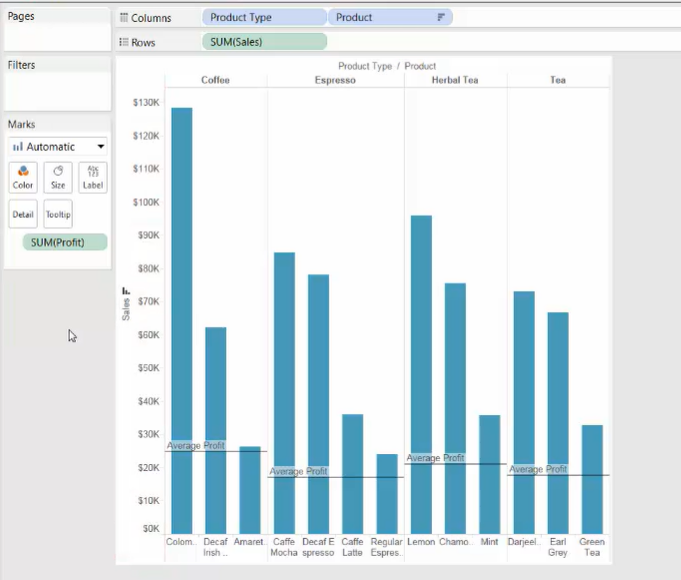 Pages
Columns Product Type Product
Rows SUM(Sales)
Filters
Marks
Automatic
Color Size Label
Detail Tooltip
SUM(Profit)
Product Type / Product
Coffee Espresso Herbal Tea Tea
$130K
$120K
$110K
$100K
$90K
$80K
$70K
$60K
$50K
$40K
$30K
$20K
$10K
$0K
Sales
Average Profit
Average Profit
Average Profit
Average Profit
Colom.. Decaf Amaret.. Caffe Decaf E Caffe Regular Lemon Chamo.. Mint Darjeel.. Earl Green
Irish .. Mocha spresso Latte Espres.. Grey Tea